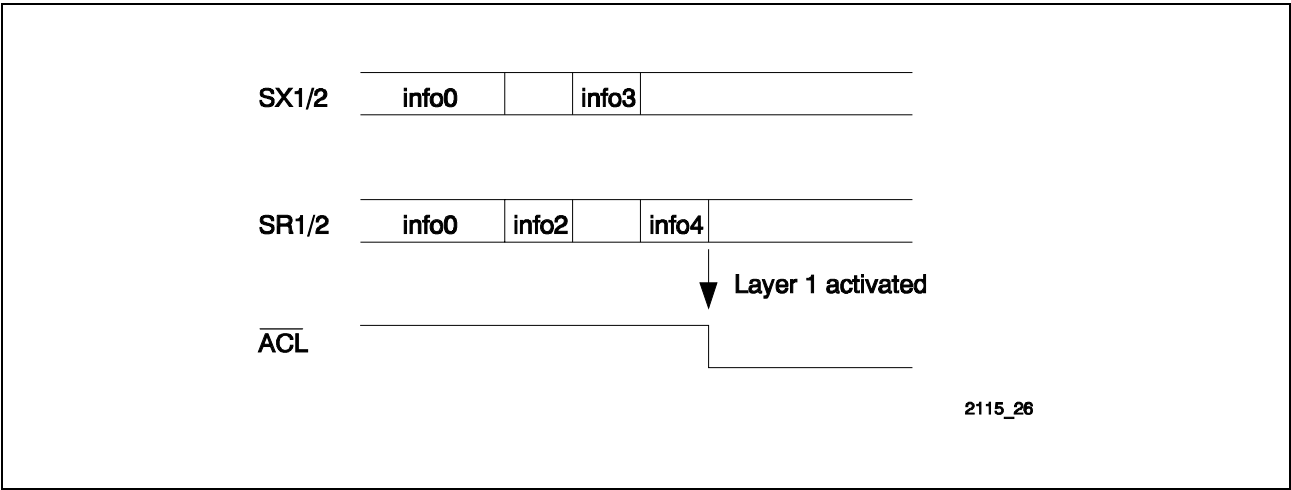 SX1/2 info0 info3
SR1/2 info0 info2 info4
Layer 1 activated
ACL
2115_26